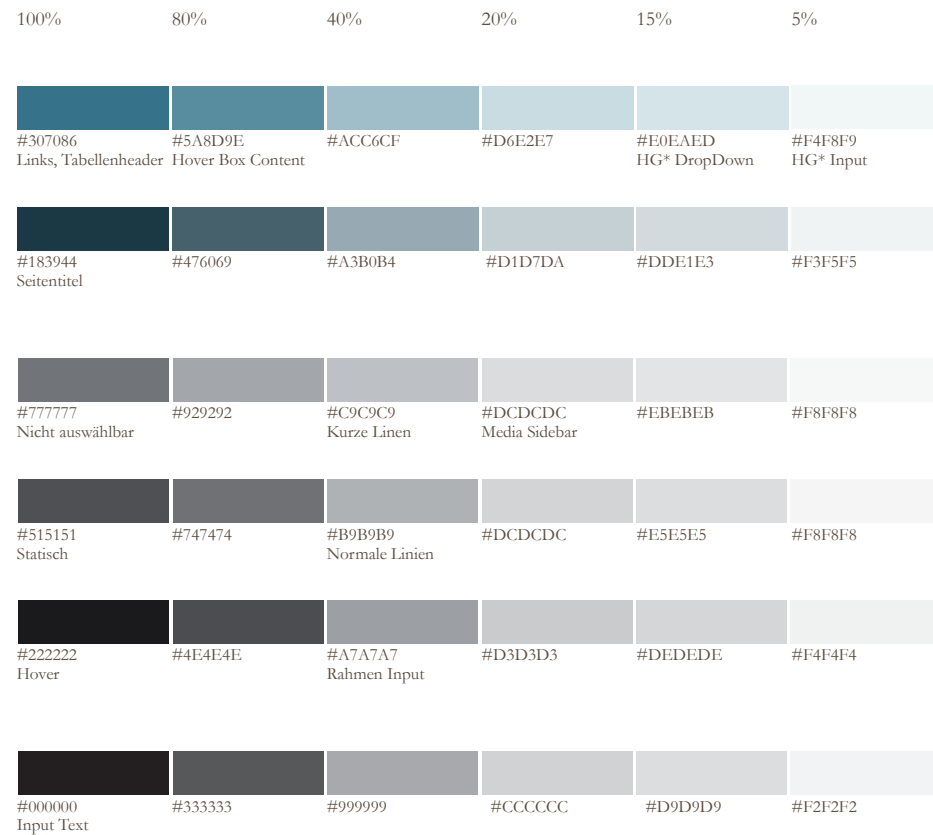 100% 80% 40% 20% 15% 5%
#307086 #5A8D9E #ACC6CF #D6E2E7 #E0EAED #F4F8F9
Links, Tabellenheader Hover Box Content HG* DropDown HG* Input
#183944 #476069 #A3B0B4 #D1D7DA #DDE1E3 #F3F5F5
Seitentitel
#777777 #929292 #C9C9C9 #DCDCDC #EBEBEB #F8F8F8
Nicht auswählbar Kurze Linen Media Sidebar
#515151 #747474 #B9B9B9 #DCDCDC #E5E5E5 #F8F8F8
Statisch Normale Linien
#222222 #4E4E4E #A7A7A7 #D3D3D3 #DEDEDE #F4F4F4
Hover Rahmen Input
#000000 #333333 #999999 #CCCCCC #D9D9D9 #F2F2F2
Input Text